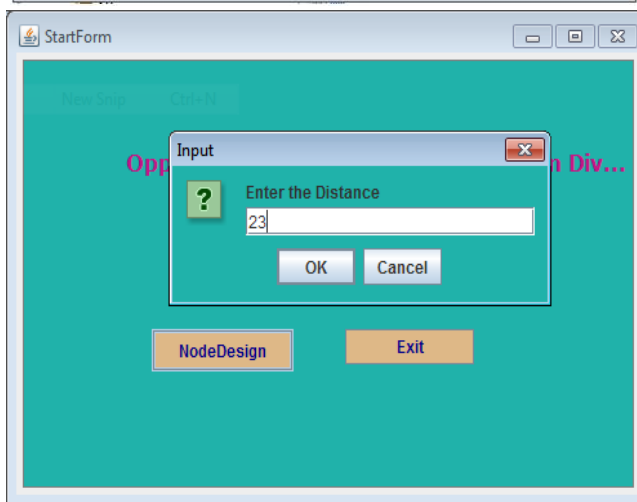 StartForm
New Snip Ctrl+N
Opp
n Div...
Input
Enter the Distance
23
OK Cancel
NodeDesign Exit